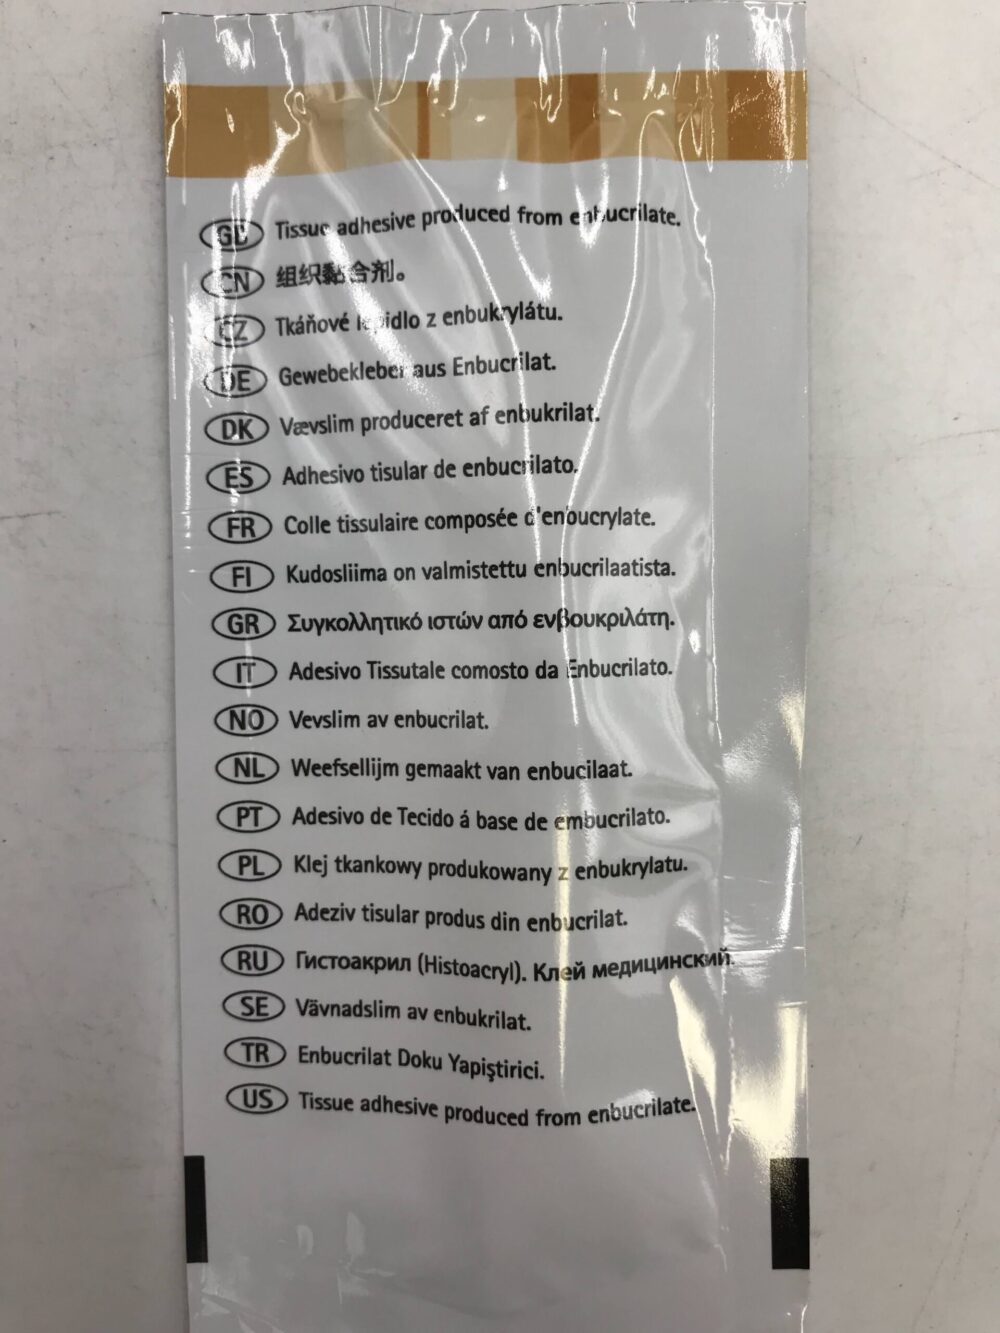 GB Tissue adhesive produced from enbucrilate.
CN 组织黏合剂。
CZ Tkáňové lepidlo z enbukrylátu.
DE Gewebekleber aus Enbucrilat.
DK Vævslim produceret af enbukrilat.
ES Adhesivo tisular de enbucrilato.
FR Colle tissulaire composée d'enbucrylate.
FI Kudosliima on valmistettu enbucrilaatista.
GR Συγκολλητικό ιστών από ενβουκριλάτη.
IT Adesivo Tissutale comosto da Enbucrilato.
NO Vevslim av enbucrilat.
NL Weefsellijm gemaakt van enbucilaat.
PT Adesivo de Tecido á base de embucrilato.
PL Klej tkankowy produkowany z enbukrylatu.
RO Adeziv tisular produs din enbucrilat.
RU Гистоакрил (Histoacryl). Клей медицинский.
SE Vävnadslim av enbukrilat.
TR Enbucrilat Doku Yapiştirici.
US Tissue adhesive produced from enbucrilate.